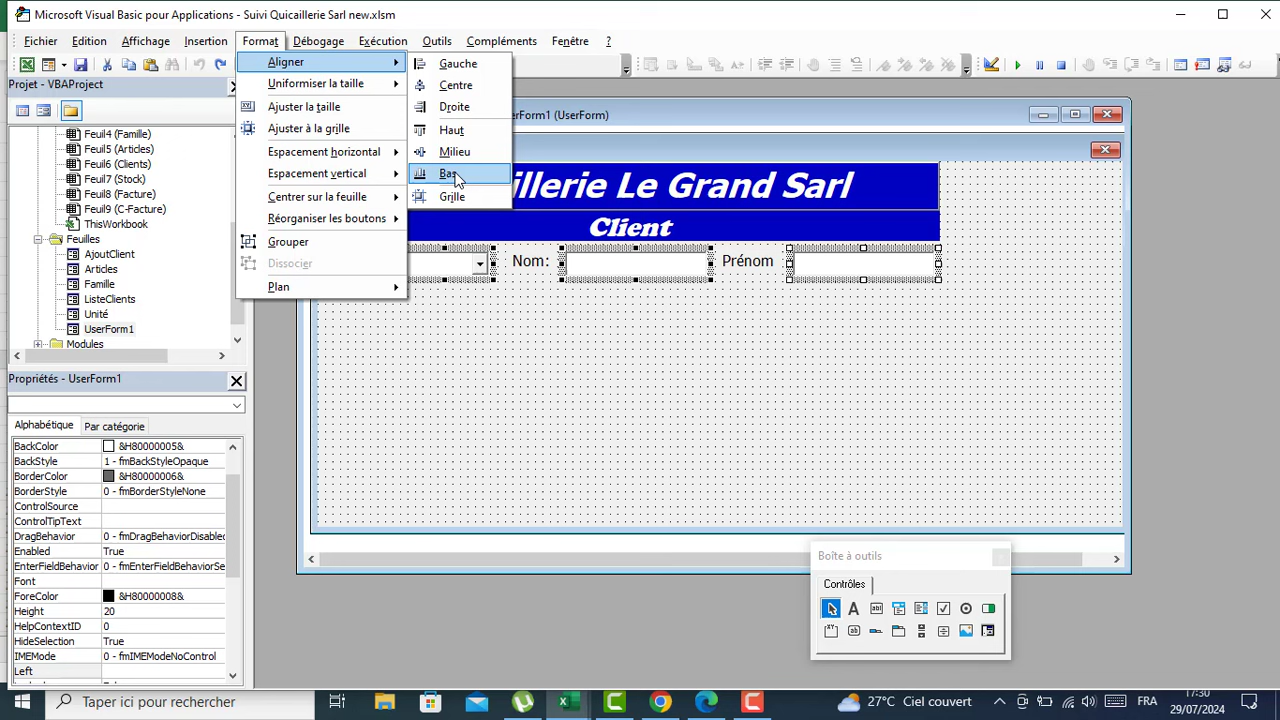 Microsoft Visual Basic pour Applications - Suivi Quicaillerie Sarl new.xlsm
Fichier Edition Affichage Insertion Format Débogage Exécution Outils Compléments Fenêtre ?
Projet - VBAProject
Feuil4 (Famille)
Feuil5 (Articles)
Feuil6 (Clients)
Feuil7 (Stock)
Feuil8 (Facture)
Feuil9 (C-Facture)
ThisWorkbook
Feuilles
AjoutClient
Articles
Famille
ListeClients
Unité
UserForm1
Modules
Aligner
Uniformiser la taille
Ajuster la taille
Ajuster à la grille
Espacement horizontal
Espacement vertical
Centrer sur la feuille
Réorganiser les boutons
Grouper
Dissocier
Plan
Gauche
Centre
Droite
Haut
Milieu
Bas
Grille
erForm1 (UserForm)
illerie Le Grand Sarl
Client
Nom: Prénom
Propriétés - UserForm1
Alphabétique Par catégorie
BackColor &H80000005&
BackStyle 1 - fmBackStyleOpaque
BorderColor &H80000006&
BorderStyle 0 - fmBorderStyleNone
ControlSource
ControlTipText
DragBehavior 0 - fmDragBehaviorDisabled
Enabled True
EnterFieldBehavior 0 - fmEnterFieldBehaviorSe
Font
ForeColor &H80000008&
Height 20
HelpContextID 0
HideSelection True
IMEMode 0 - fmIMEModeNoControl
Left
Boîte à outils
Contrôles
Taper ici pour rechercher
27°C Ciel couvert
FRA
17:30
29/07/2024